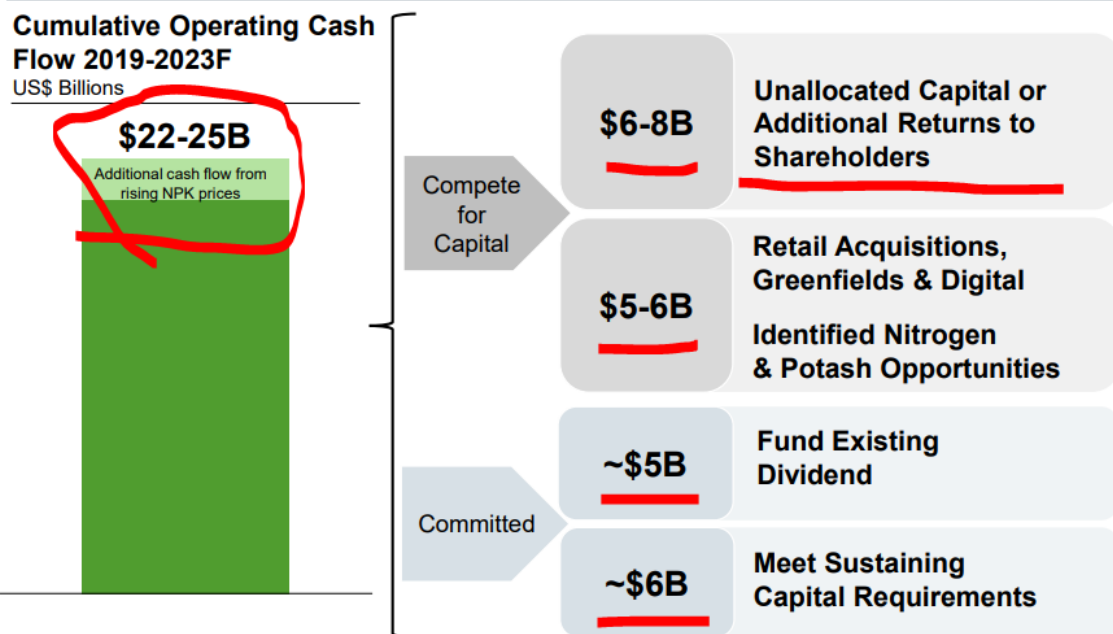 Cumulative Operating Cash
Flow 2019-2023F
US$ Billions
$22-25B
Additional cash flow from
rising NPK prices
Compete
for
Capital
$6-8B
Unallocated Capital or
Additional Returns to
Shareholders
$5-6B
Retail Acquisitions,
Greenfields & Digital
Identified Nitrogen
& Potash Opportunities
Committed
~$5B
Fund Existing
Dividend
~$6B
Meet Sustaining
Capital Requirements